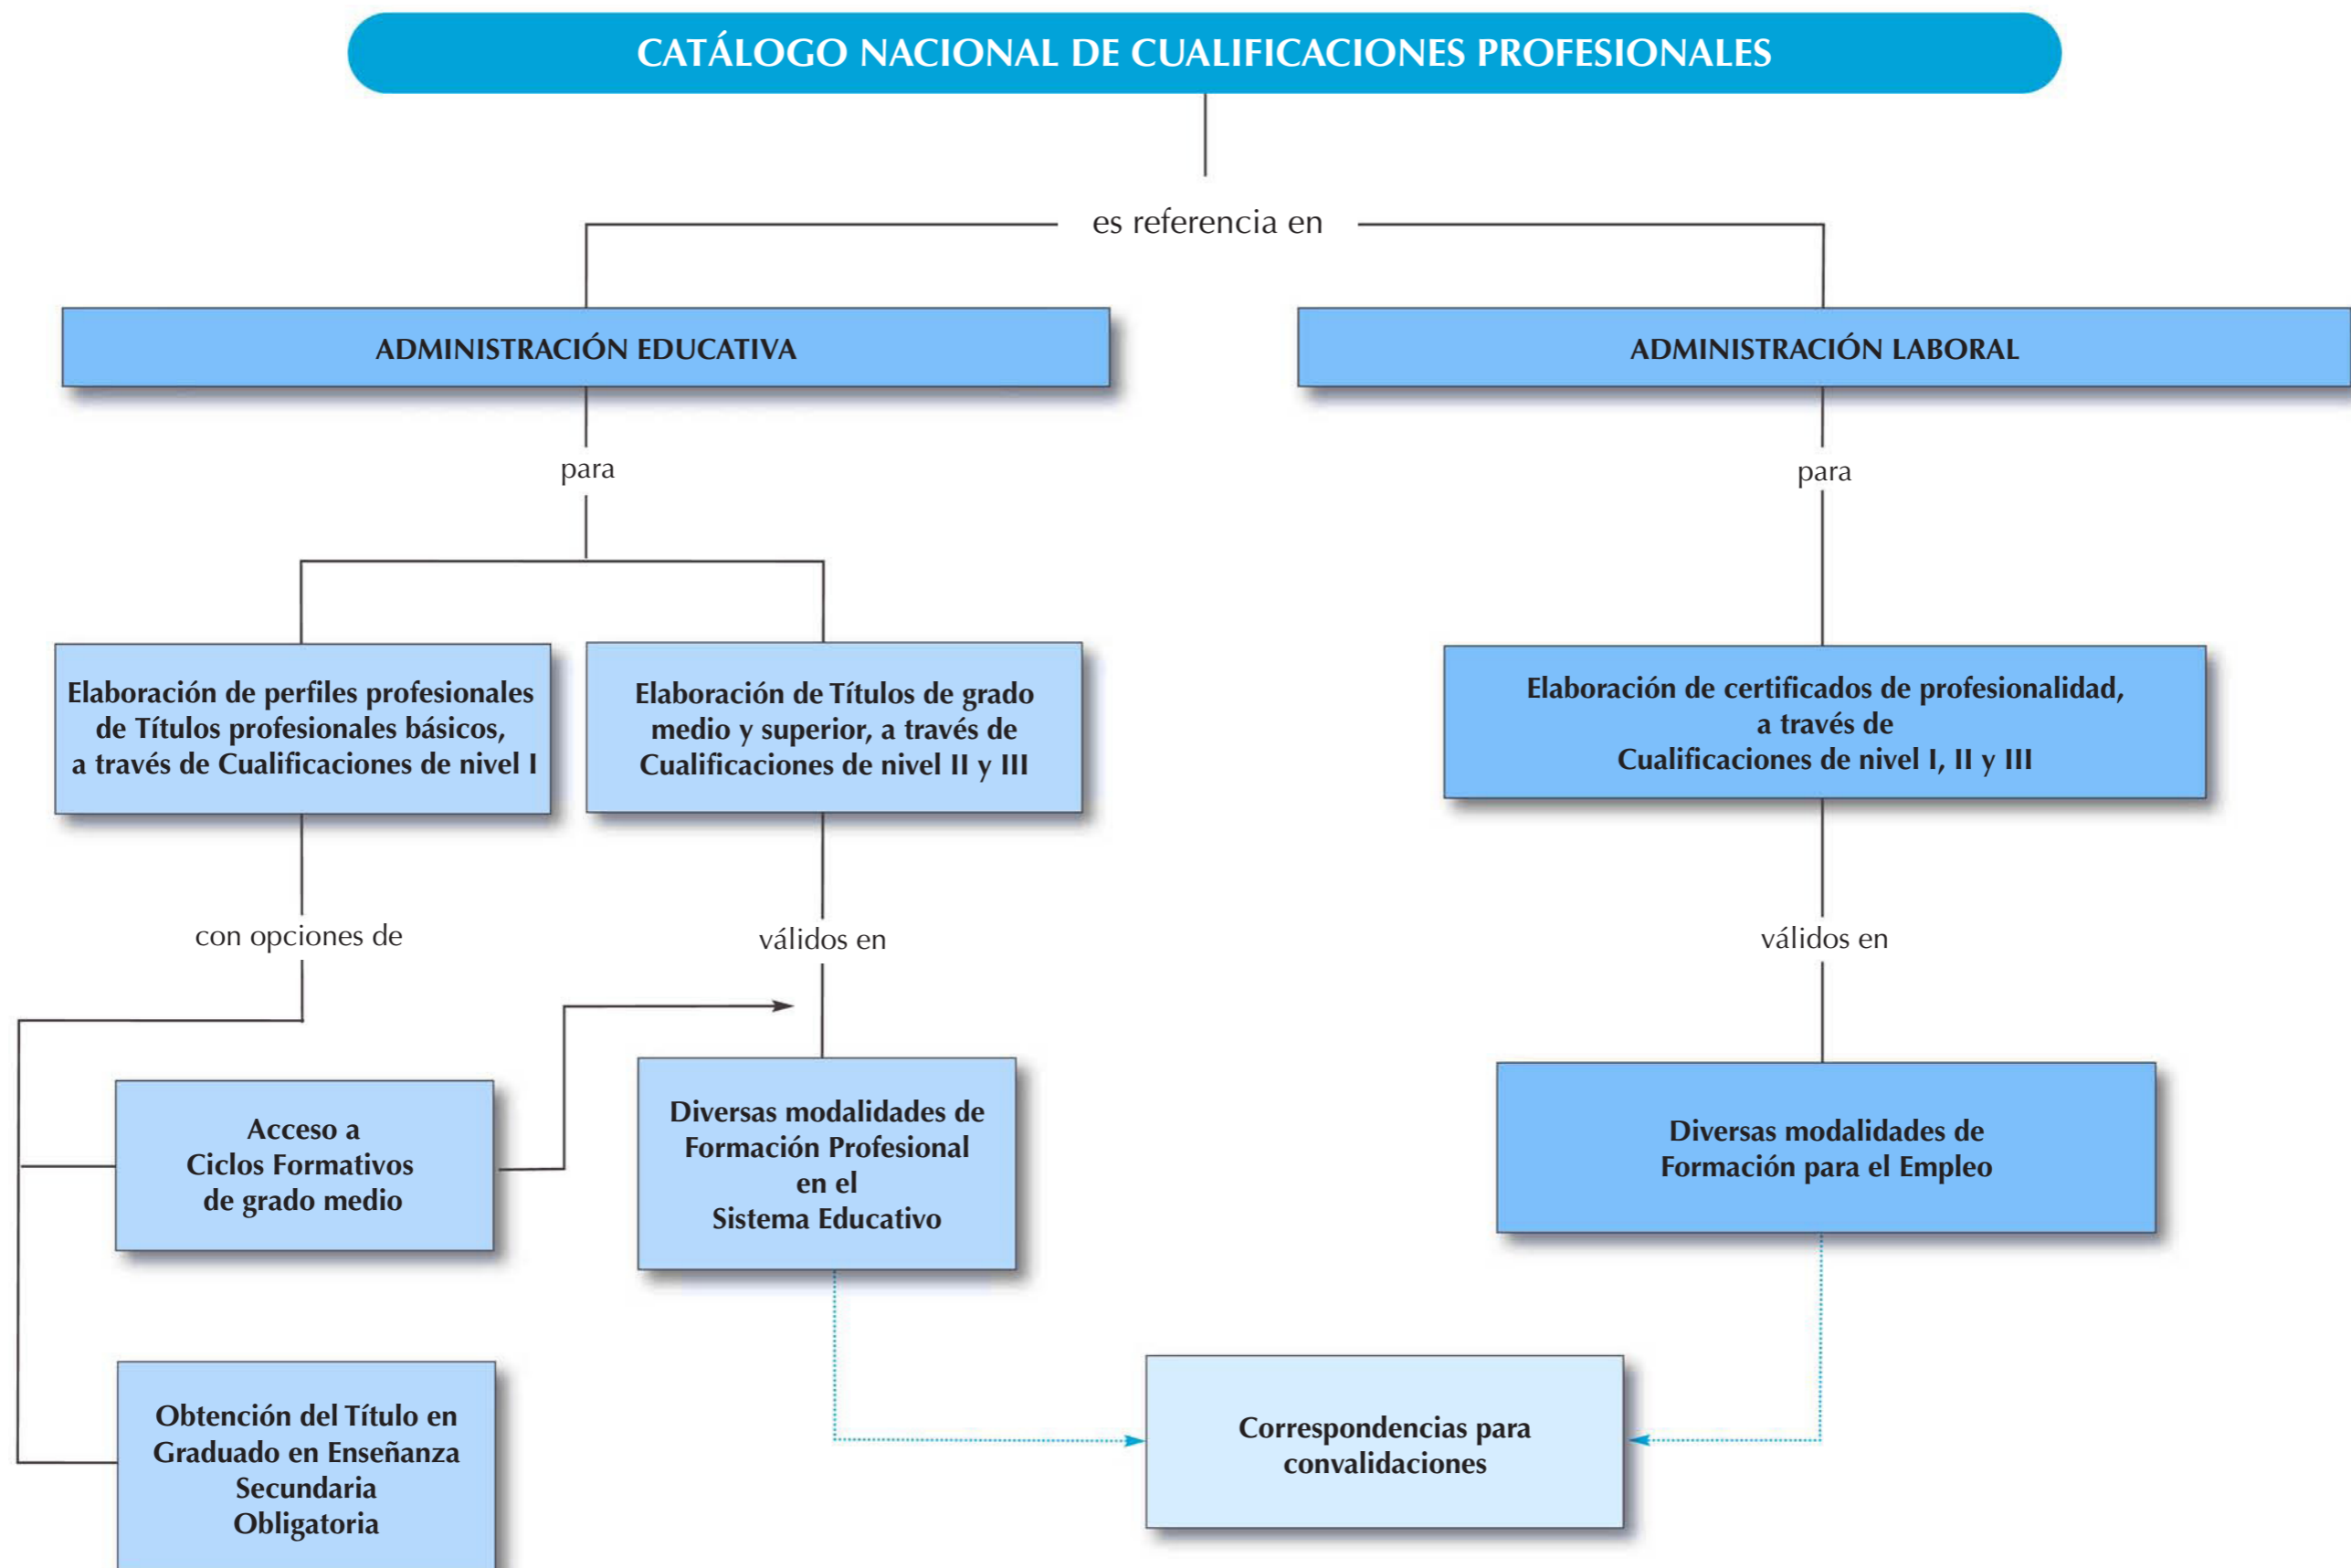 CATÁLOGO NACIONAL DE CUALIFICACIONES PROFESIONALES
es referencia en
ADMINISTRACIÓN EDUCATIVA
ADMINISTRACIÓN LABORAL
para
para
Elaboración de perfiles profesionales
de Títulos profesionales básicos,
a través de Cualificaciones de nivel I
Elaboración de Títulos de grado
medio y superior, a través de
Cualificaciones de nivel II y III
Elaboración de certificados de profesionalidad,
a través de
Cualificaciones de nivel I, II y III
con opciones de
válidos en
válidos en
Acceso a
Ciclos Formativos
de grado medio
Diversas modalidades de
Formación Profesional
en el
Sistema Educativo
Diversas modalidades de
Formación para el Empleo
Obtención del Título en
Graduado en Enseñanza
Secundaria
Obligatoria
Correspondencias para
convalidaciones